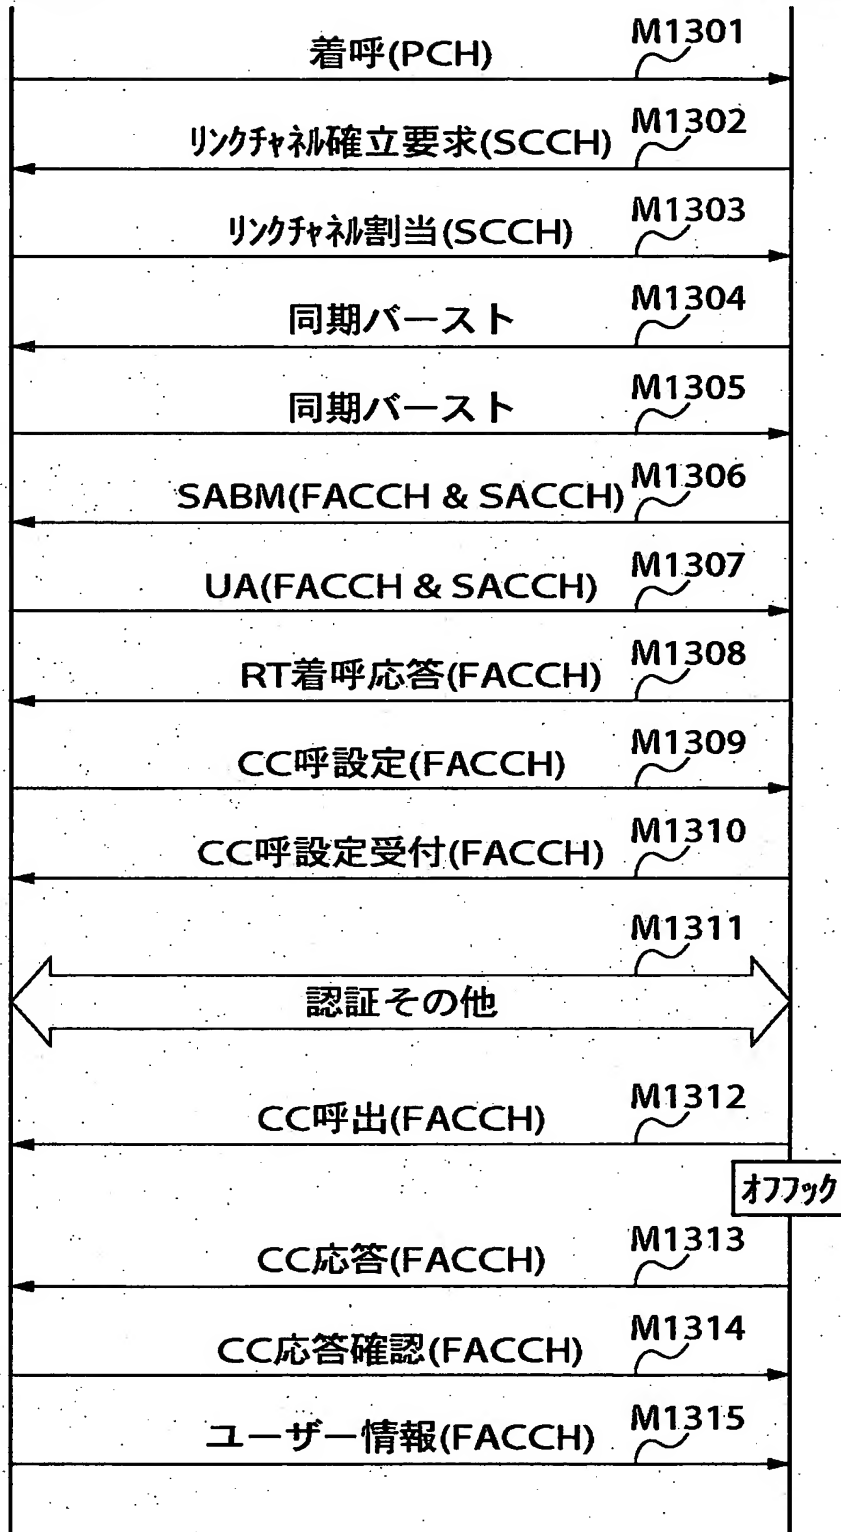 M1301
着呼(PCH)
M1302
リンクチャネル確立要求(SCCH)
M1303
リンクチャネル割当(SCCH)
M1304
同期バースト
M1305
同期バースト
M1306
SABM(FACCH & SACCH)
M1307
UA(FACCH & SACCH)
M1308
RT着呼応答(FACCH)
M1309
CC呼設定(FACCH)
M1310
CC呼設定受付(FACCH)
M1311
認証その他
M1312
CC呼出(FACCH)
オフフック
M1313
CC応答(FACCH)
M1314
CC応答確認(FACCH)
M1315
ユーザー情報(FACCH)